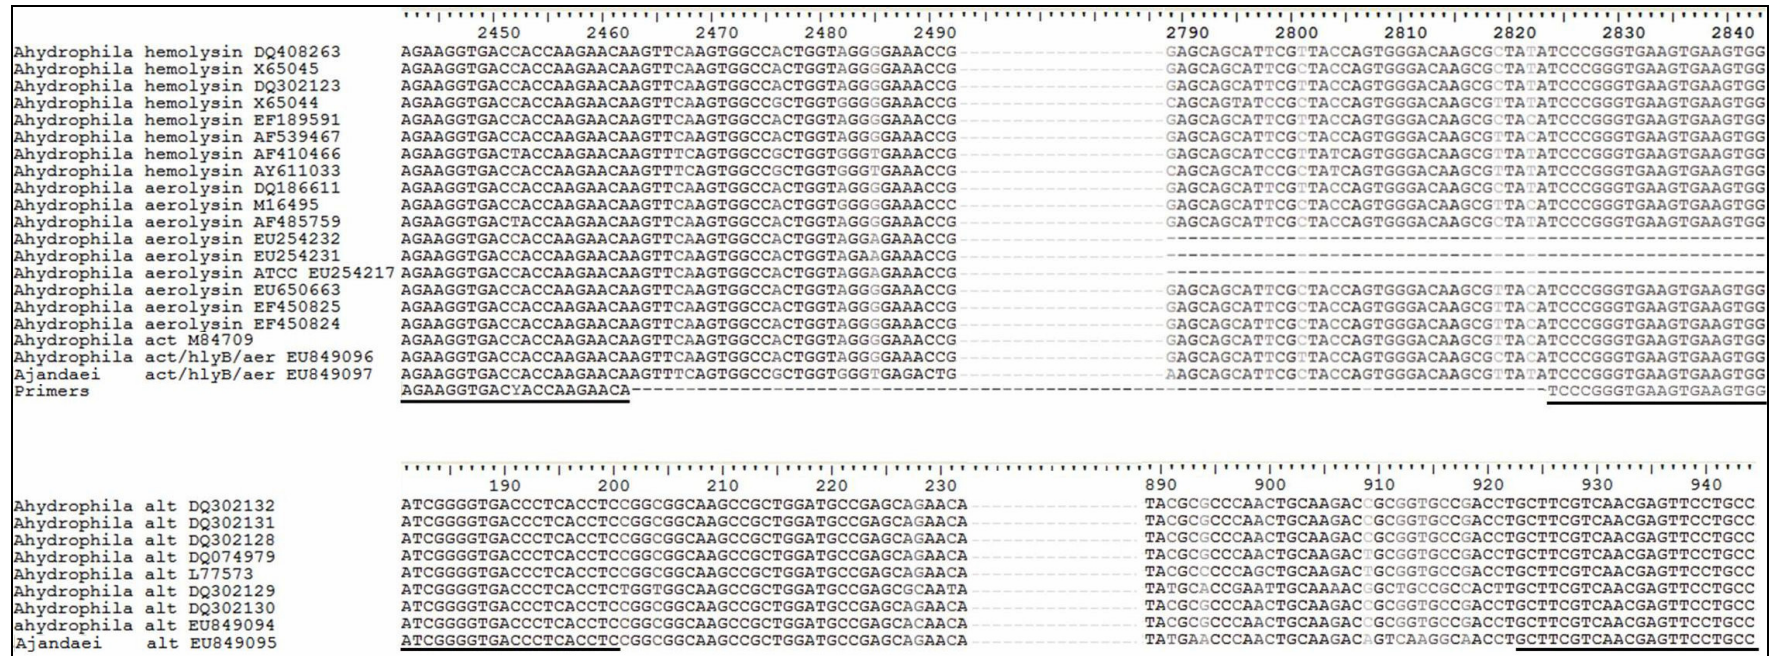 2450 2460 2470 2480 2490 2790 2800 2810 2820 2830 2840
Ahydrophila hemolysin DQ408263 AGAAGGTGACCACCAAGAACAAGTTCAAGTGGCCACTGGTAGGGGAAACCG GAGCAGCATTCGTTACCAGTGGGACAAGCGCTATATCCCGGGTGAAGTGAAGTGG
Ahydrophila hemolysin X65045 AGAAGGTGACCACCAAGAACAAGTTCAAGTGGCCACTGGTAGGGGAAACCG GAGCAGCATTCGCTACCAGTGGGACAAGCGCTATATCCCGGGTGAAGTGAAGTGG
Ahydrophila hemolysin DQ302123 AGAAGGTGACCACCAAGAACAAGTTCAAGTGGCCACTGGTAGGGGAAACCG GAGCAGCATTCGTTACCAGTGGGACAAGCGCTATATCCCGGGTGAAGTGAAGTGG
Ahydrophila hemolysin X65044 AGAAGGTGACCACCAAGAACAAGTTCAAGTGGCCGCTGGTGGGGGAAACCG CAGCAGTATCCGCTACCAGTGGGACAAGCGTTATATCCCGGGTGAAGTGAAGTGG
Ahydrophila hemolysin EF189591 AGAAGGTGACCACCAAGAACAAGTTCAAGTGGCCACTGGTAGGGGAAACCG GAGCAGCATTCGTTACCAGTGGGACAAGCGCTACATCCCGGGTGAAGTGAAGTGG
Ahydrophila hemolysin AF539467 AGAAGGTGACCACCAAGAACAAGTTCAAGTGGCCACTGGTAGGGGAAACCG GAGCAGCATTCGCTACCAGTGGGACAAGCGTTACATCCCGGGTGAAGTGAAGTGG
Ahydrophila hemolysin AF410466 AGAAGGTGACTACCAAGAACAAGTTTCAGTGGCCGCTGGTGGGTGAAACCG GAGCAGCATCCGTTATCAGTGGGACAAGCGTTATATCCCGGGTGAAGTGAAGTGG
Ahydrophila hemolysin AY611033 AGAAGGTGACCACCAAGAACAAGTTTCAGTGGCCGCTGGTGGGTGAAACCG CAGCAGCATCCGCTATCAGTGGGACAAGCGTTATATCCCGGGTGAAGTGAAGTGG
Ahydrophila aerolysin DQ186611 AGAAGGTGACCACCAAGAACAAGTTCAAGTGGCCACTGGTAGGGGAAACCG GAGCAGCATTCGTTACCAGTGGGACAAGCGCTATATCCCGGGTGAAGTGAAGTGG
Ahydrophila aerolysin M16495 AGAAGGTGACCACCAAGAACAAGTTCAAGTGGCCACTGGTGGGGGAAACCC GAGCAGCATTCGCTACCAGTGGGACAAGCGTTACATCCCGGGTGAAGTGAAGTGG
Ahydrophila aerolysin AF485759 AGAAGGTGACTACCAAGAACAAGTTCAAGTGGCCACTGGTAGGGGAAACCG GAGCAGCATTCGCTACCAGTGGGACAAGCGCTATATCCCGGGTGAAGTGAAGTGG
Ahydrophila aerolysin EU254232 AGAAGGTGACCACCAAGAACAAGTTCAAGTGGCCACTGGTAGGAGAAACCG
Ahydrophila aerolysin EU254231 AGAAGGTGACCACCAAGAACAAGTTCAAGTGGCCACTGGTAGAAGAAACCG
Ahydrophila aerolysin ATCC EU254217 AGAAGGTGACCACCAAGAACAAGTTCAAGTGGCCACTGGTAGGAGAAACCG
Ahydrophila aerolysin EU650663 AGAAGGTGACCACCAAGAACAAGTTCAAGTGGCCACTGGTAGGGGAAACCG GAGCAGCATTCGCTACCAGTGGGACAAGCGTTACATCCCGGGTGAAGTGAAGTGG
Ahydrophila aerolysin EF450825 AGAAGGTGACCACCAAGAACAAGTTCAAGTGGCCACTGGTAGGGGAAACCG GAGCAGCATTCGCTACCAGTGGGACAAGCGTTACATCCCGGGTGAAGTGAAGTGG
Ahydrophila aerolysin EF450824 AGAAGGTGACCACCAAGAACAAGTTCAAGTGGCCACTGGTAGGGGAAACCG GAGCAGCATTCGCTACCAGTGGGACAAGCGTTACATCCCGGGTGAAGTGAAGTGG
Ahydrophila act M84709 AGAAGGTGACCACCAAGAACAAGTTCAAGTGGCCACTGGTAGGGGAAACCG GAGCAGCATTCGCTACCAGTGGGACAAGCGTTACATCCCGGGTGAAGTGAAGTGG
Ahydrophila act/hlyB/aer EU849096 AGAAGGTGACCACCAAGAACAAGTTCAAGTGGCCACTGGTAGGGGAAACCG GAGCAGCATTCGTTACCAGTGGGACAAGCGCTACATCCCGGGTGAAGTGAAGTGG
Ajandaei act/hlyB/aer EU849097 AGAAGGTGACCACCAAGAACAAGTTTCAGTGGCCGCTGGTGGGTGAGACTG AAGCAGCATTCGCTACCAGTGGGACAAGCGTTATATCCCGGGTGAAGTGAAGTGG
Primers AGAAGGTGACYACCAAGAACA TCCCGGGTGAAGTGAAGTGG
190 200 210 220 230 890 900 910 920 930 940
Ahydrophila alt DQ302132 ATCGGGGTGACCCTCACCTCCGGCGGCAAGCCGCTGGATGCCGAGCAGAACA TACGCGCCCAACTGCAAGACCGCGGTGCCGACCTGCTTCGTCAACGAGTTCCTGCC
Ahydrophila alt DQ302131 ATCGGGGTGACCCTCACCTCCGGCGGCAAGCCGCTGGATGCCGAGCAGAACA TACGCGCCCAACTGCAAGACCGCGGTGCCGACCTGCTTCGTCAACGAGTTCCTGCC
Ahydrophila alt DQ302128 ATCGGGGTGACCCTCACCTCCGGCGGCAAGCCGCTGGATGCCGAGCAGAACA TACGCGCCCAACTGCAAGACCGCGGTGCCGACCTGCTTCGTCAACGAGTTCCTGCC
Ahydrophila alt DQ074979 ATCGGGGTGACCCTCACCTCCGGCGGCAAGCCGCTGGATGCCGAGCAGAACA TACGCGCCCAACTGCAAGACTGCGGTGCCGACCTGCTTCGTCAACGAGTTCCTGCC
Ahydrophila alt L77573 ATCGGGGTGACCCTCACCTCCGGCGGCAAGCCGCTGGATGCCGAGCAGAACA TACGCCCCCAGCTGCAAGACTGCGGTGCCGACCTGCTTCGTCAACGAGTTCCTGCC
Ahydrophila alt DQ302129 ATCGGGGTGACCCTCACCTCTGGTGGCAAGCCGCTGGATGCCGAGCGCAATA TATGCACCGAATTGCAAAACGGCTGCCGCCACTTGCTTCGTCAACGAGTTCCTGCC
Ahydrophila alt DQ302130 ATCGGGGTGACCCTCACCTCCGGCGGCAAGCCGCTGGATGCCGAGCAGAACA TACGCGCCCAACTGCAAGACCGCGGTGCCGACCTGCTTCGTCAACGAGTTCCTGCC
ahydrophila alt EU849094 ATCGGGGTGACCCTCACCTCCGGCGGCAAGCCGCTGGATGCCGAGCACAACA TACGCGCCCAACTGCAAGACCGCGGTGCCGACCTGCTTCGTCAACGAGTTCCTGCC
Ajandaei alt EU849095 ATCGGGGTGACCCTCACCTCCGGCGGCAAGCCGCTGGATGCCGAGCAGAACA TATGAACCCAACTGCAAGACAGTCAAGGCAACCTGCTTCGTCAACGAGTTCCTGCC